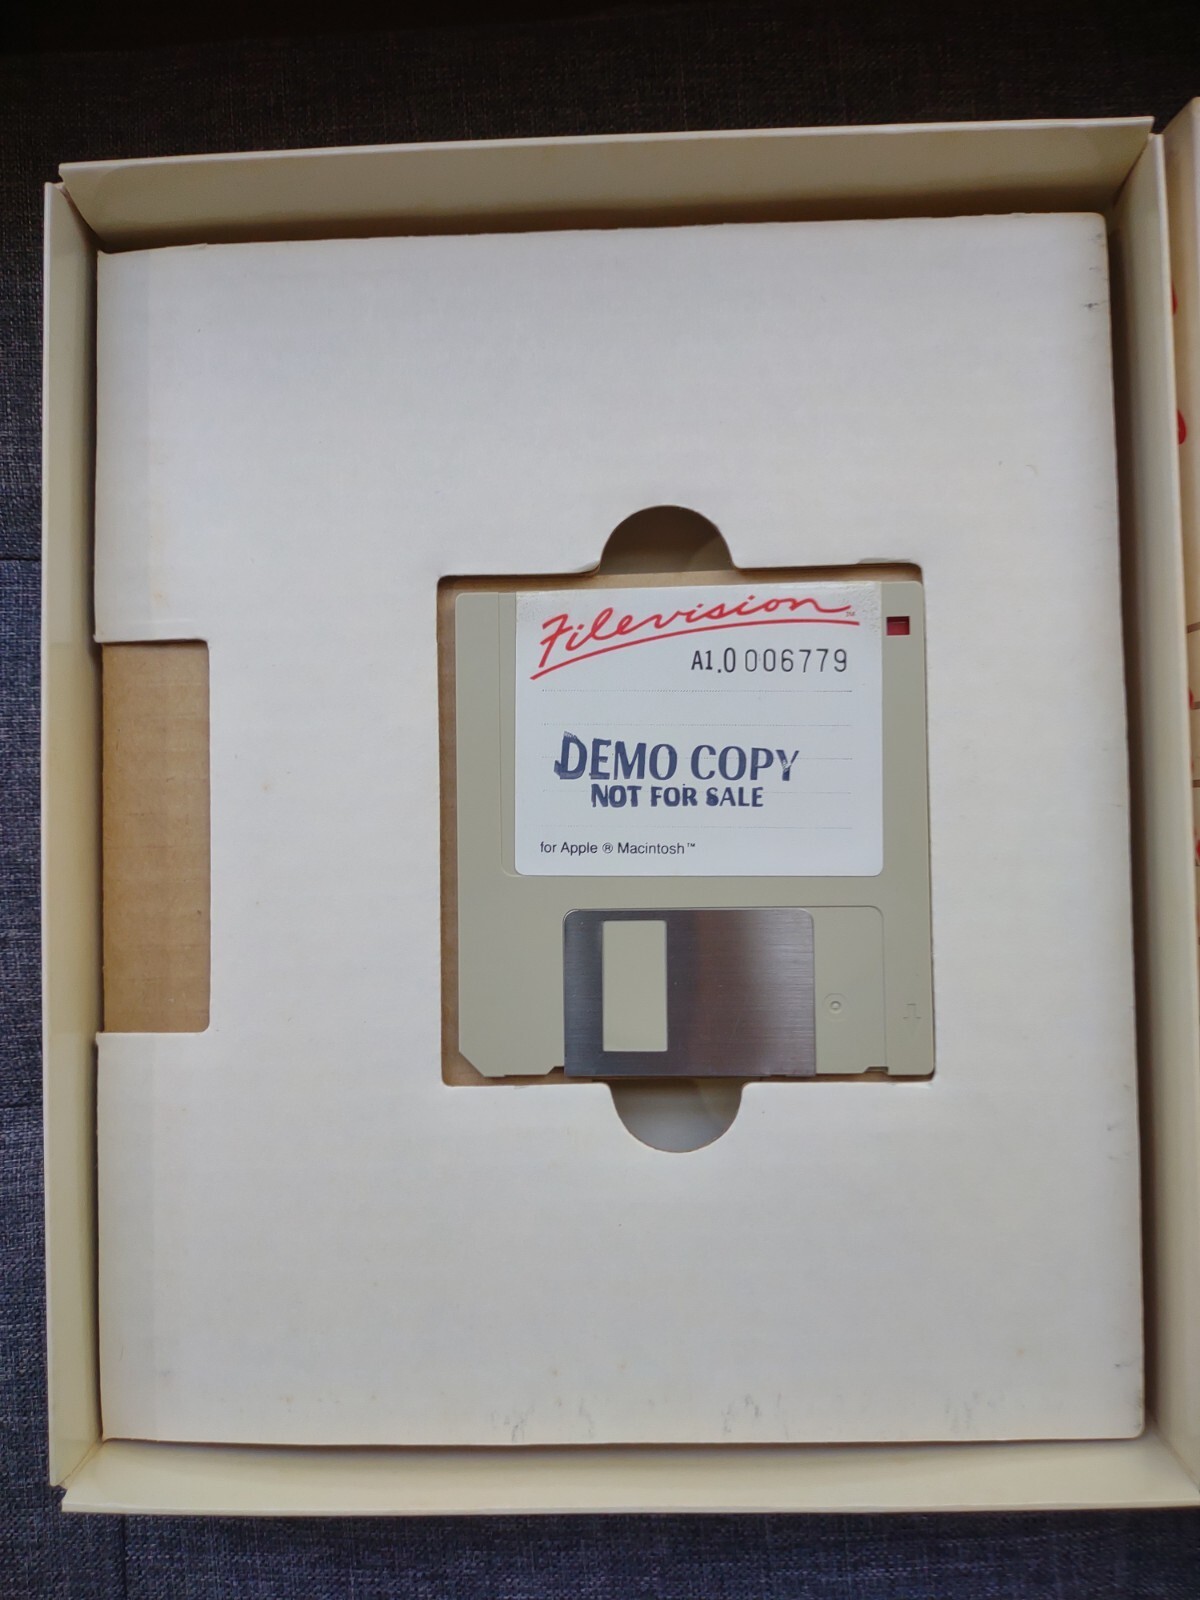 Filevision™
A1.0 006779
DEMO COPY
NOT FOR SALE
for Apple ® Macintosh™